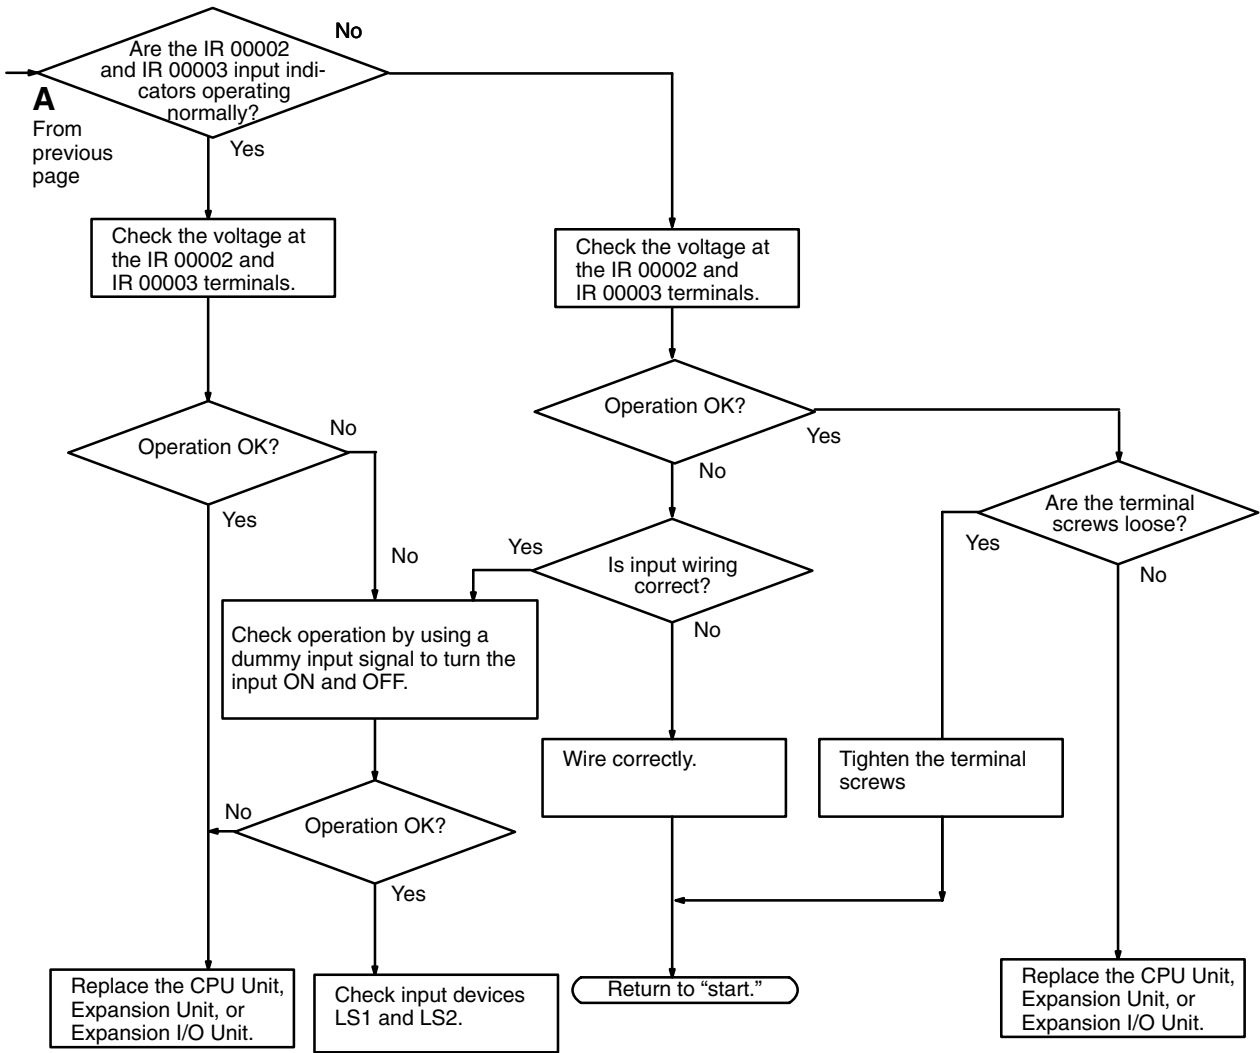 No
Are the IR 00002
and IR 00003 input indi-
cators operating
normally?
A
From
previous
page
Yes
Check the voltage at
the IR 00002 and
IR 00003 terminals.
Check the voltage at
the IR 00002 and
IR 00003 terminals.
Operation OK?
Yes
No
Operation OK?
No
Yes
Are the terminal
screws loose?
Yes
No
Yes
No
Is input wiring
correct?
No
Check operation by using a
dummy input signal to turn the
input ON and OFF.
Wire correctly.
Tighten the terminal
screws
No
Operation OK?
Yes
Replace the CPU Unit,
Expansion Unit, or
Expansion I/O Unit.
Check input devices
LS1 and LS2.
Return to “start.”
Replace the CPU Unit,
Expansion Unit, or
Expansion I/O Unit.